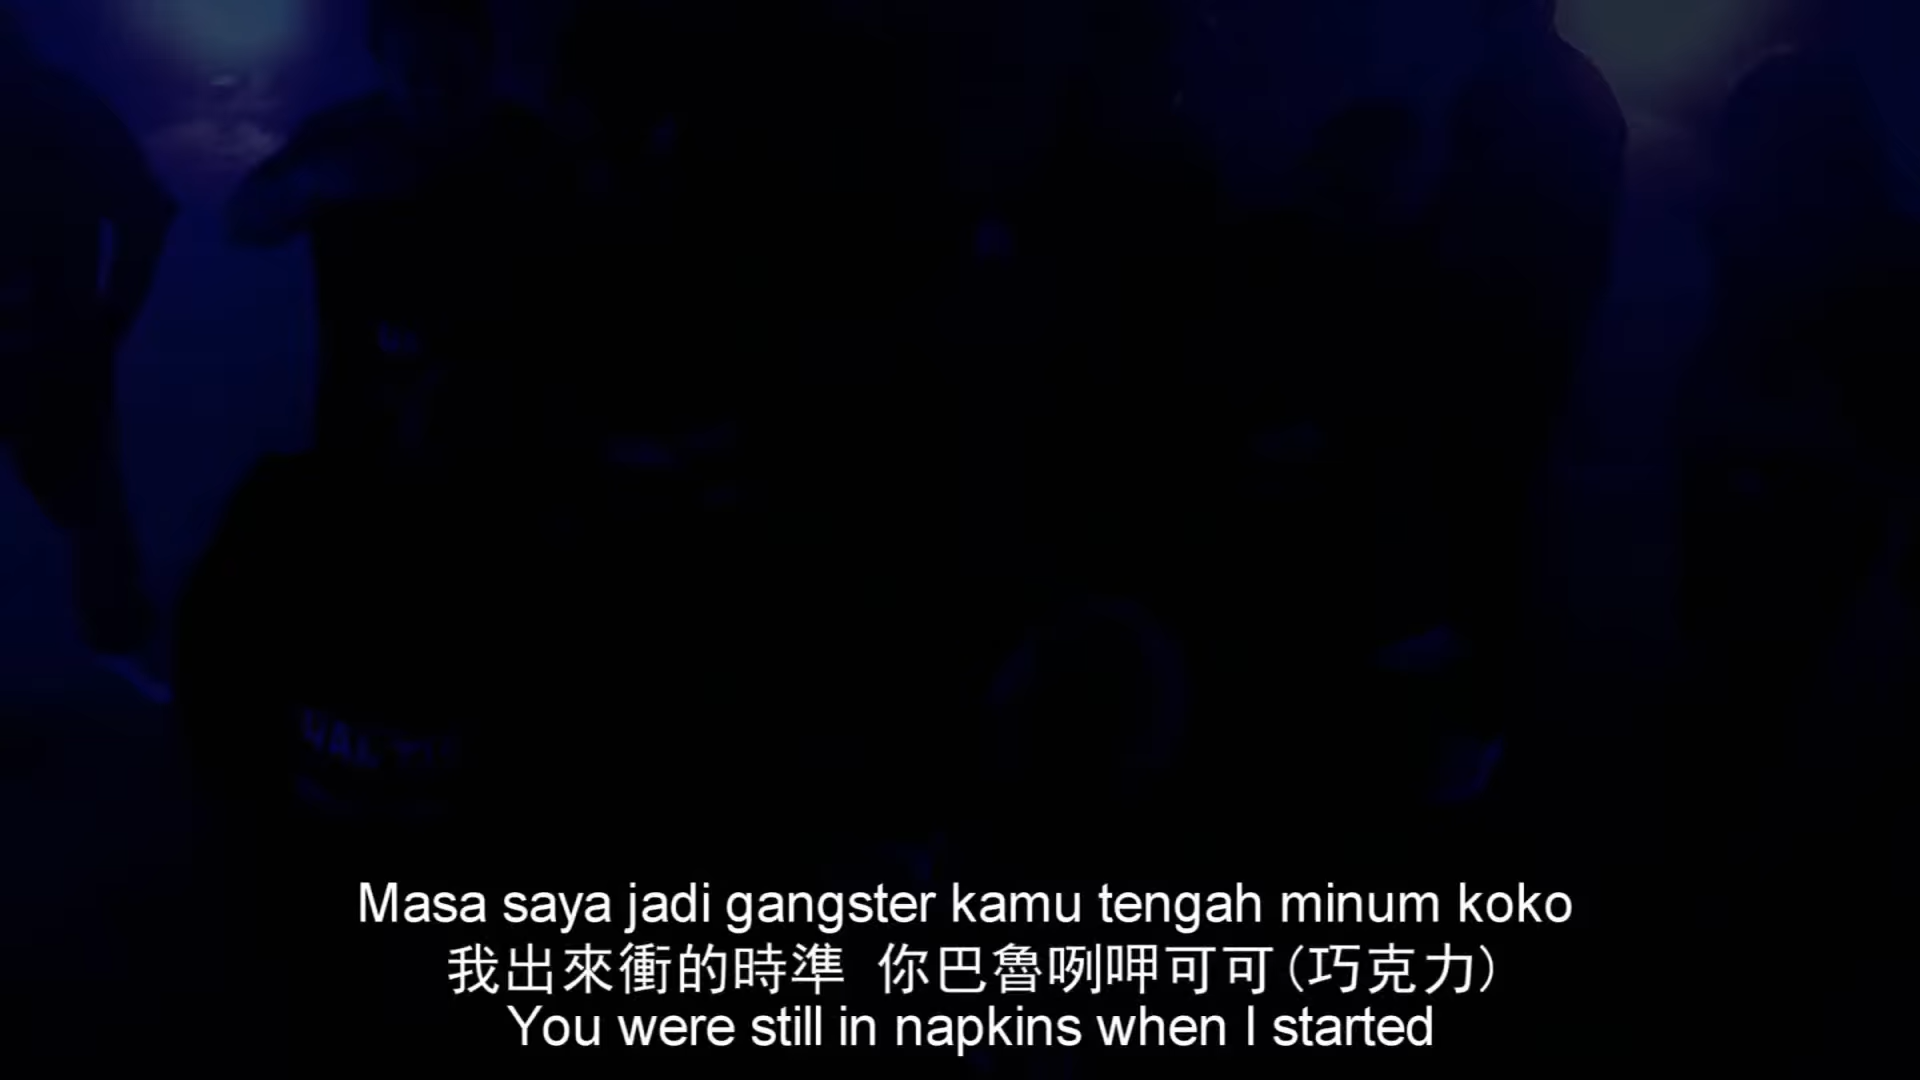 Masa saya jadi gangster kamu tengah minum koko
我出來衝的時準 你巴魯咧呷可可(巧克力)
You were still in napkins when I started